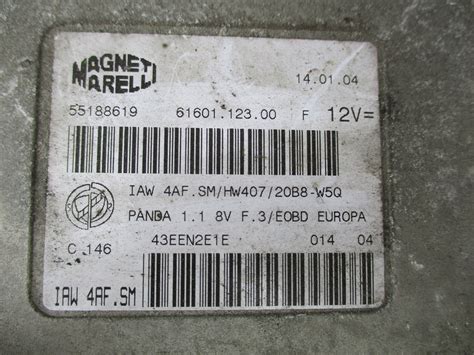 MAGNETI
MARELLI
14.01.04
55188619 61601.123.00 F 12V=
IAW 4AF.SM/HW407/20B8-W5Q
PANDA 1.1 8V F.3/EOBD EUROPA
C 146 43EEN2E1E 014 04
IAW 4AF.SM